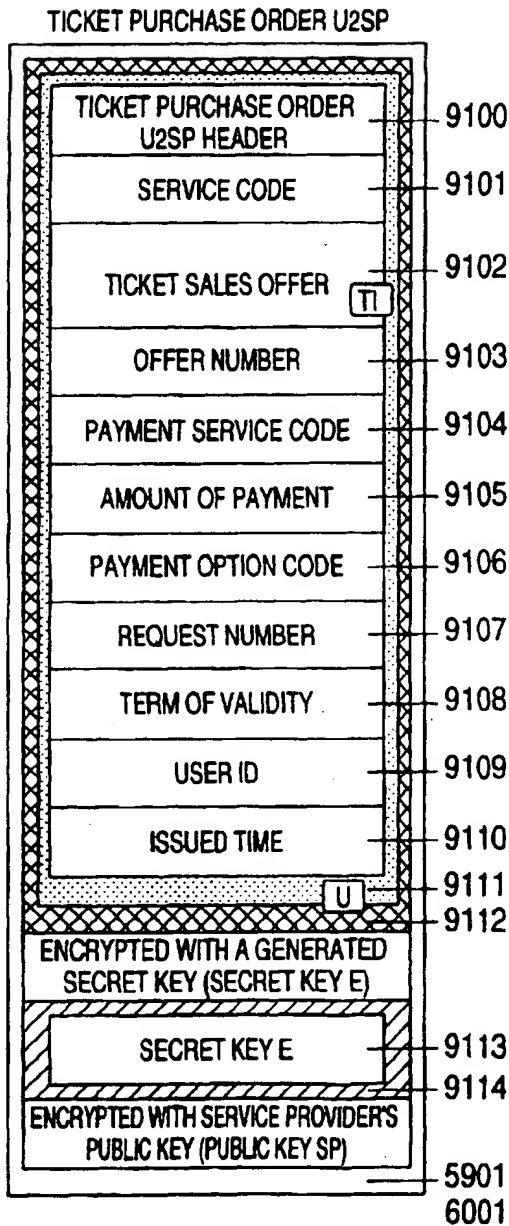 TICKET PURCHASE ORDER U2SP
TICKET PURCHASE ORDER
U2SP HEADER
9100
SERVICE CODE
9101
TICKET SALES OFFER
9102
TI
OFFER NUMBER
9103
PAYMENT SERVICE CODE
9104
AMOUNT OF PAYMENT
9105
PAYMENT OPTION CODE
9106
REQUEST NUMBER
9107
TERM OF VALIDITY
9108
USER ID
9109
ISSUED TIME
9110
U
9111
9112
ENCRYPTED WITH A GENERATED
SECRET KEY (SECRET KEY E)
SECRET KEY E
9113
9114
ENCRYPTED WITH SERVICE PROVIDER'S
PUBLIC KEY (PUBLIC KEY SP)
5901
6001